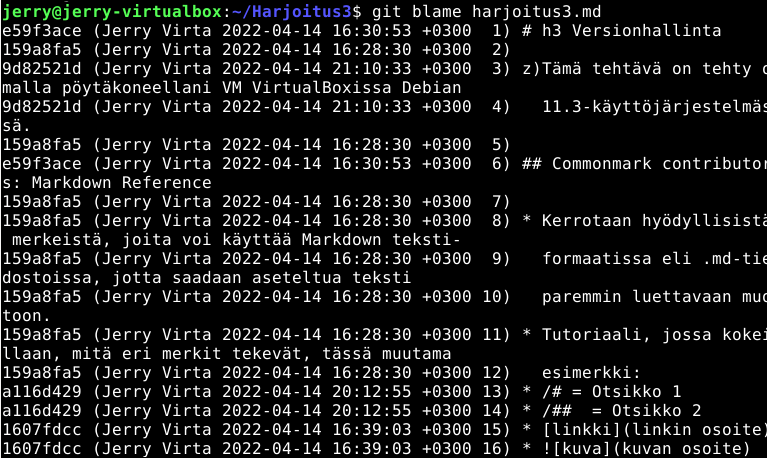 jerry@jerry-virtualbox:~/Harjoitus3$ git blame harjoitus3.md
e59f3ace (Jerry Virta 2022-04-14 16:30:53 +0300  1) # h3 Versionhallinta
159a8fa5 (Jerry Virta 2022-04-14 16:28:30 +0300  2)
9d82521d (Jerry Virta 2022-04-14 21:10:33 +0300  3) z)Tämä tehtävä on tehty o
malla pöytäkoneellani VM VirtualBoxissa Debian
9d82521d (Jerry Virta 2022-04-14 21:10:33 +0300  4)   11.3-käyttöjärjestelmäs
sä.
159a8fa5 (Jerry Virta 2022-04-14 16:28:30 +0300  5)
e59f3ace (Jerry Virta 2022-04-14 16:30:53 +0300  6) ## Commonmark contributor
s: Markdown Reference
159a8fa5 (Jerry Virta 2022-04-14 16:28:30 +0300  7)
159a8fa5 (Jerry Virta 2022-04-14 16:28:30 +0300  8) * Kerrotaan hyödyllisistä
 merkeistä, joita voi käyttää Markdown teksti-
159a8fa5 (Jerry Virta 2022-04-14 16:28:30 +0300  9)   formaatissa eli .md-tie
dostoissa, jotta saadaan aseteltua teksti
159a8fa5 (Jerry Virta 2022-04-14 16:28:30 +0300 10)   paremmin luettavaan muo
toon.
159a8fa5 (Jerry Virta 2022-04-14 16:28:30 +0300 11) * Tutoriaali, jossa kokei
llaan, mitä eri merkit tekevät, tässä muutama
159a8fa5 (Jerry Virta 2022-04-14 16:28:30 +0300 12)   esimerkki:
a116d429 (Jerry Virta 2022-04-14 20:12:55 +0300 13) * /# = Otsikko 1
a116d429 (Jerry Virta 2022-04-14 20:12:55 +0300 14) * /##  = Otsikko 2
1607fdcc (Jerry Virta 2022-04-14 16:39:03 +0300 15) * [linkki](linkin osoite)
1607fdcc (Jerry Virta 2022-04-14 16:39:03 +0300 16) * ![kuva](kuvan osoite)